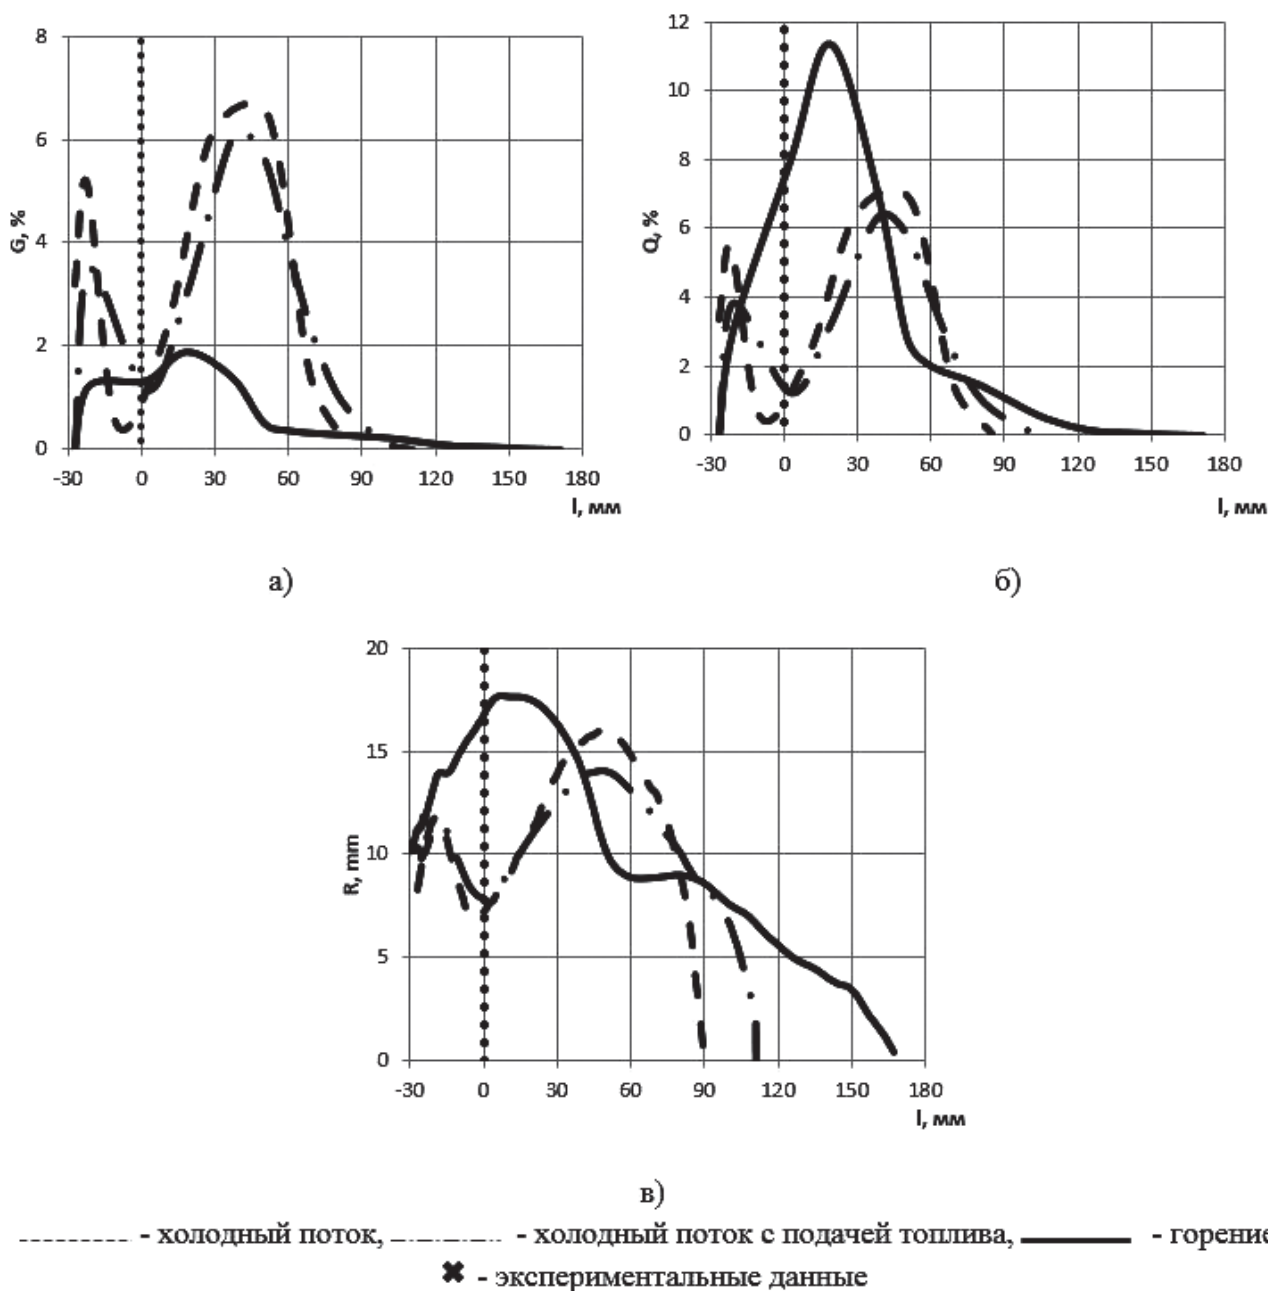 8
6
4
2
0
G, %
-30 0 30 60 90 120 150 180
l, мм
а)
12
10
8
6
4
2
0
Q, %
-30 0 30 60 90 120 150 180
l, мм
б)
20
15
10
5
0
R, mm
-30 0 30 60 90 120 150 180
l, мм
в)
- холодный поток, - холодный поток с подачей топлива, - горение
✖ - экспериментальные данные